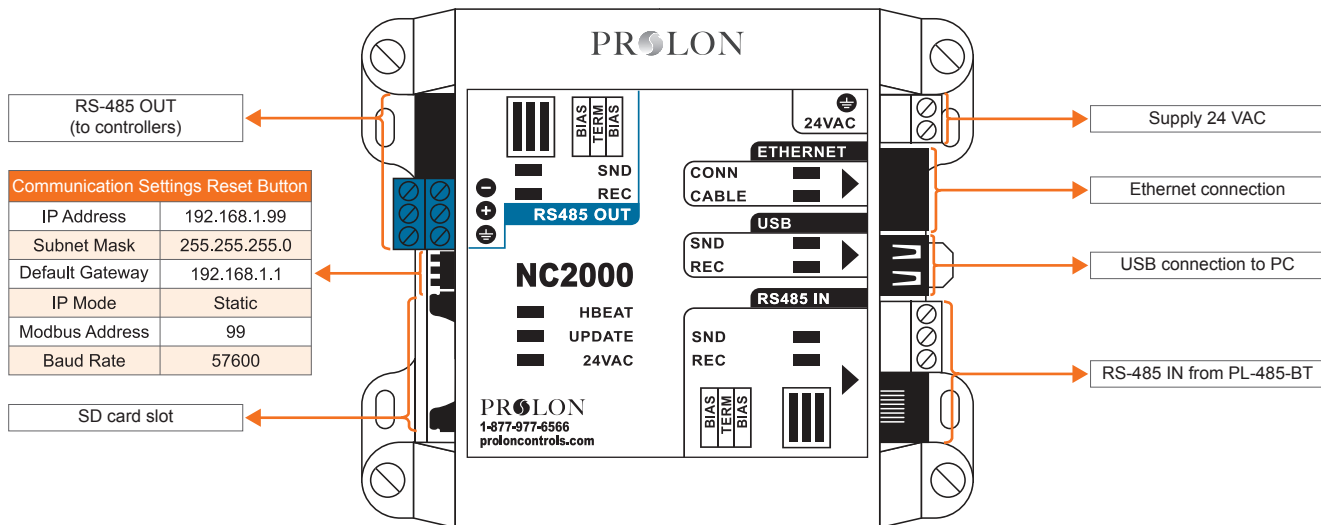 PROLON
RS-485 OUT
(to controllers)
Communication Settings Reset Button
IP Address 192.168.1.99
Subnet Mask 255.255.255.0
Default Gateway 192.168.1.1
IP Mode Static
Modbus Address 99
Baud Rate 57600
SD card slot
BIAS
TERM
BIAS
SND
REC
RS485 OUT
NC2000
HBEAT
UPDATE
24VAC
PROLON
1-877-977-6566
proloncontrols.com
24VAC
ETHERNET
CONN
CABLE
USB
SND
REC
RS485 IN
SND
REC
BIAS
TERM
BIAS
Supply 24 VAC
Ethernet connection
USB connection to PC
RS-485 IN from PL-485-BT